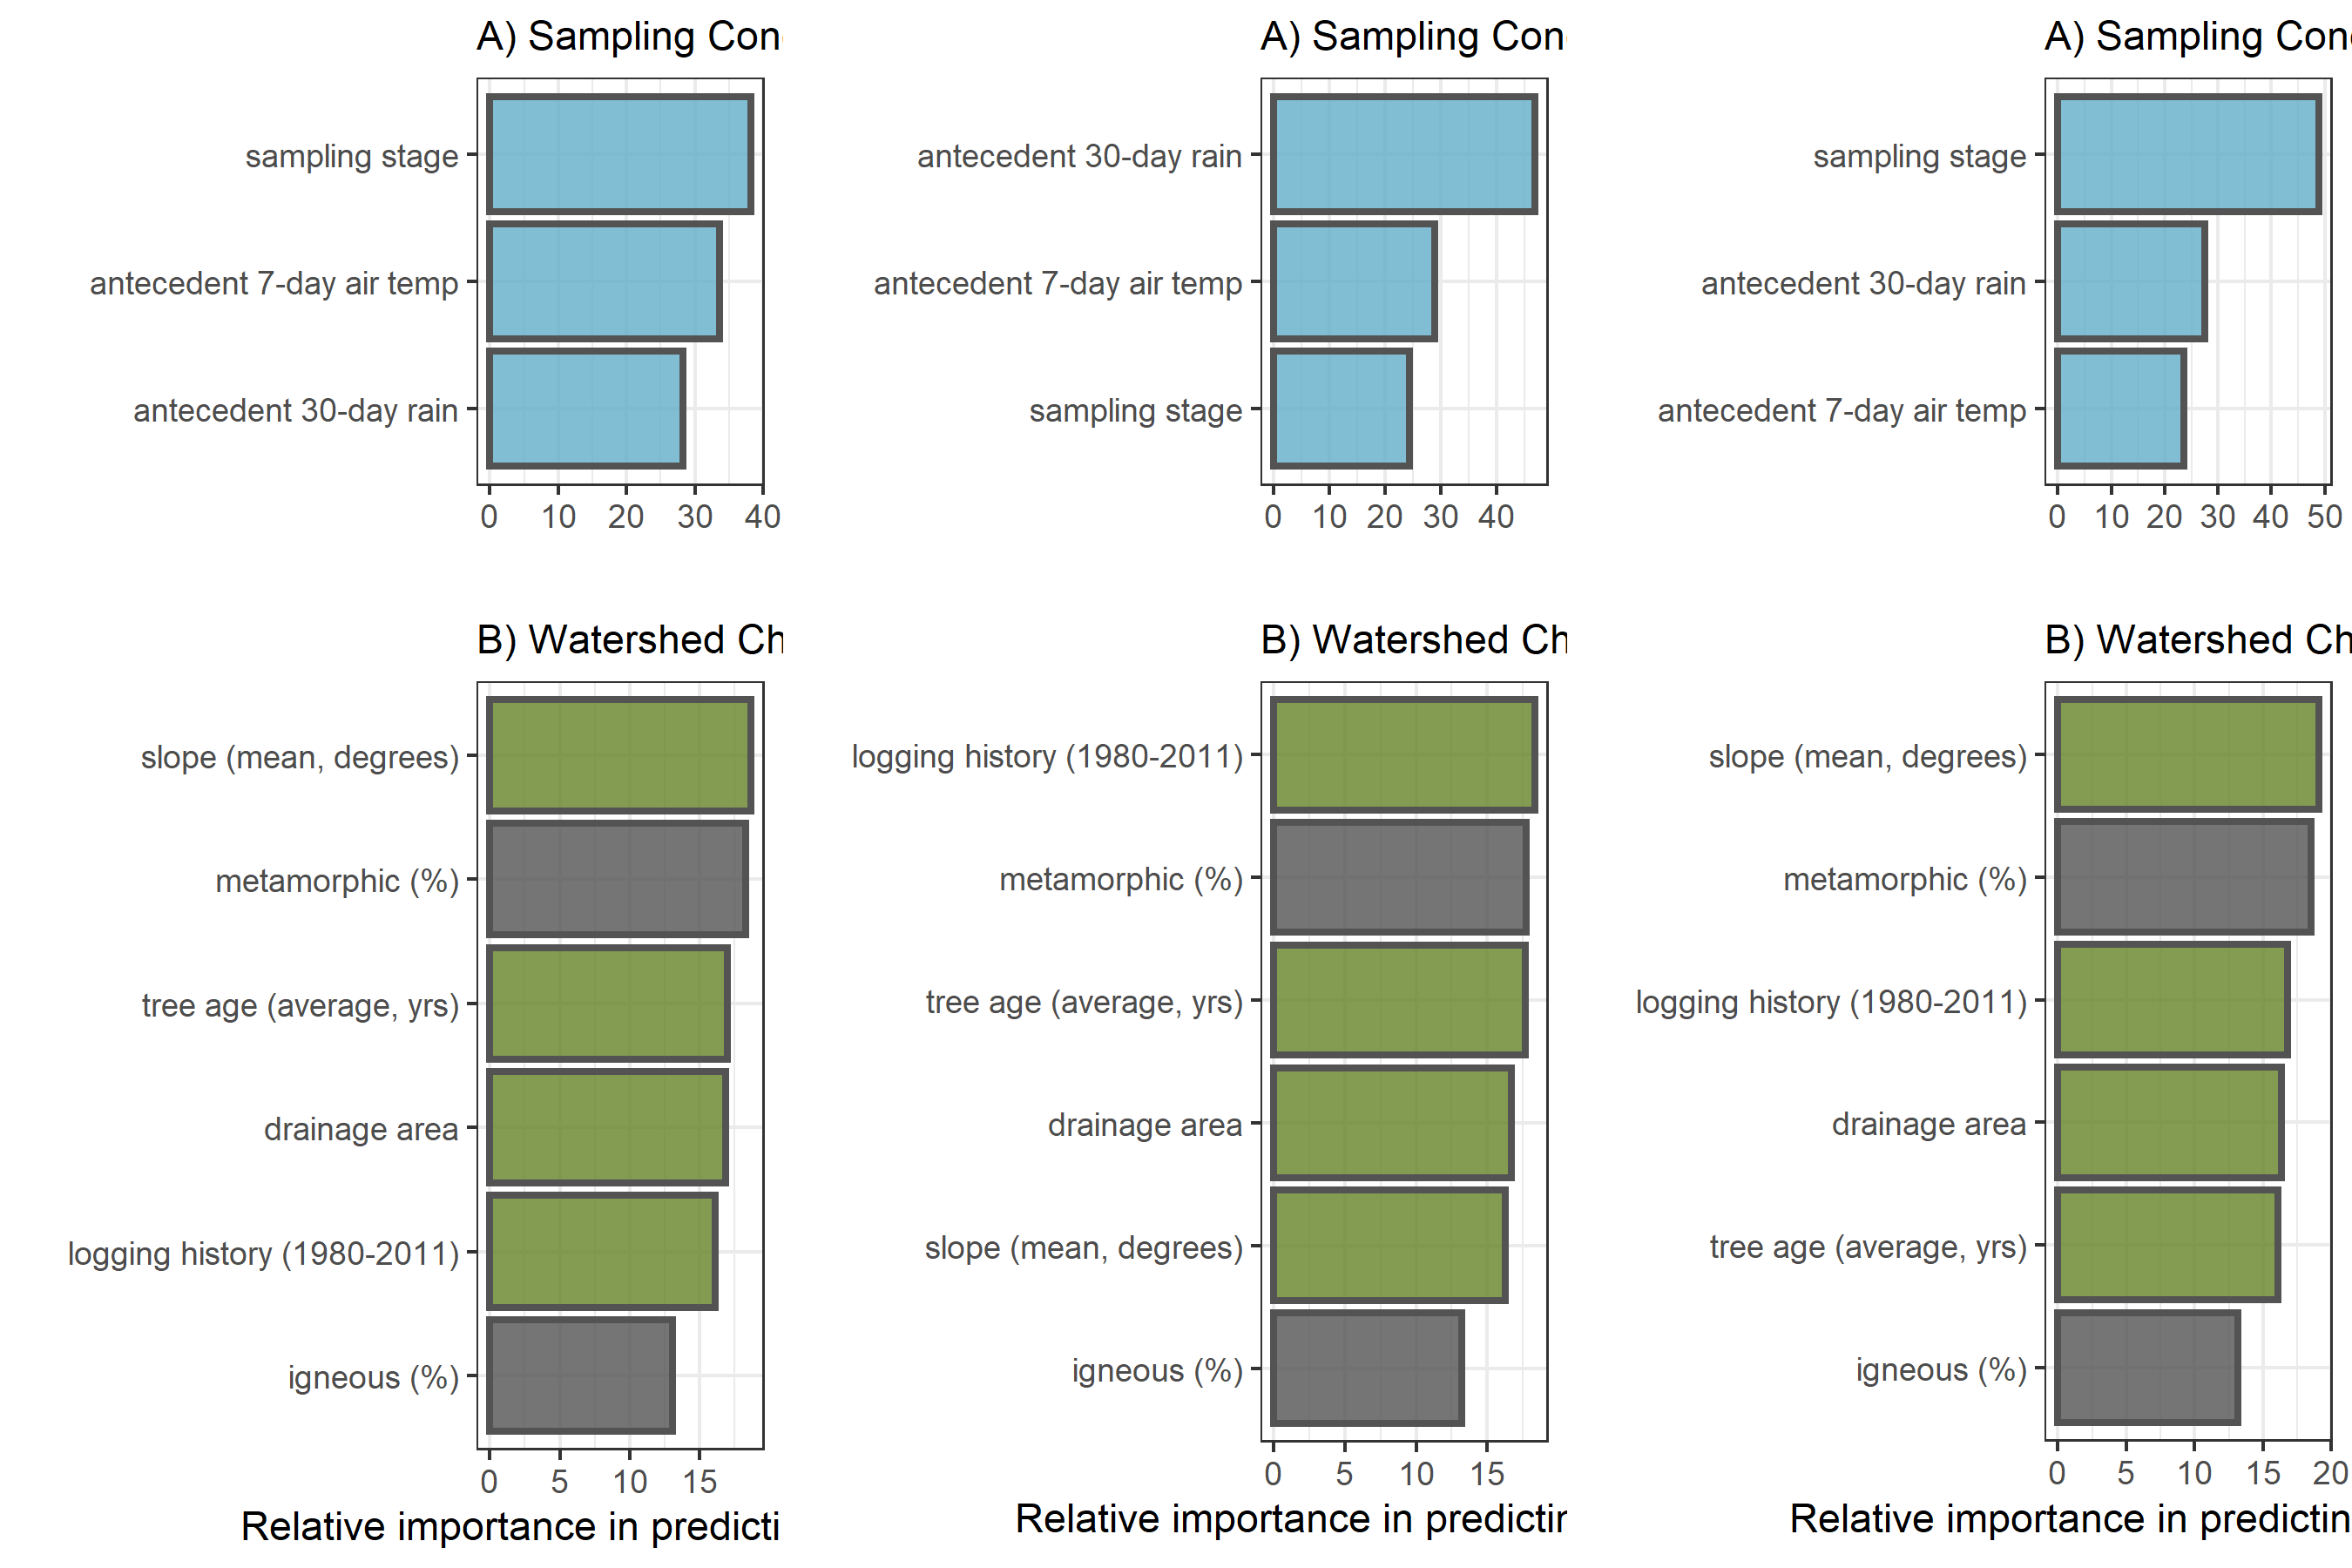 A) Sampling Con
sampling stage
antecedent 7-day air temp
antecedent 30-day rain
0 10 20 30 40
B) Watershed Ch
slope (mean, degrees)
metamorphic (%)
tree age (average, yrs)
drainage area
logging history (1980-2011)
igneous (%)
0 5 10 15
Relative importance in predicti
A) Sampling Con
antecedent 30-day rain
antecedent 7-day air temp
sampling stage
0 10 20 30 40
B) Watershed Ch
logging history (1980-2011)
metamorphic (%)
tree age (average, yrs)
drainage area
slope (mean, degrees)
igneous (%)
0 5 10 15
Relative importance in predictin
A) Sampling Con
sampling stage
antecedent 30-day rain
antecedent 7-day air temp
0 10 20 30 40 50
B) Watershed Ch
slope (mean, degrees)
metamorphic (%)
logging history (1980-2011)
drainage area
tree age (average, yrs)
igneous (%)
0 5 10 15 20
Relative importance in predictin